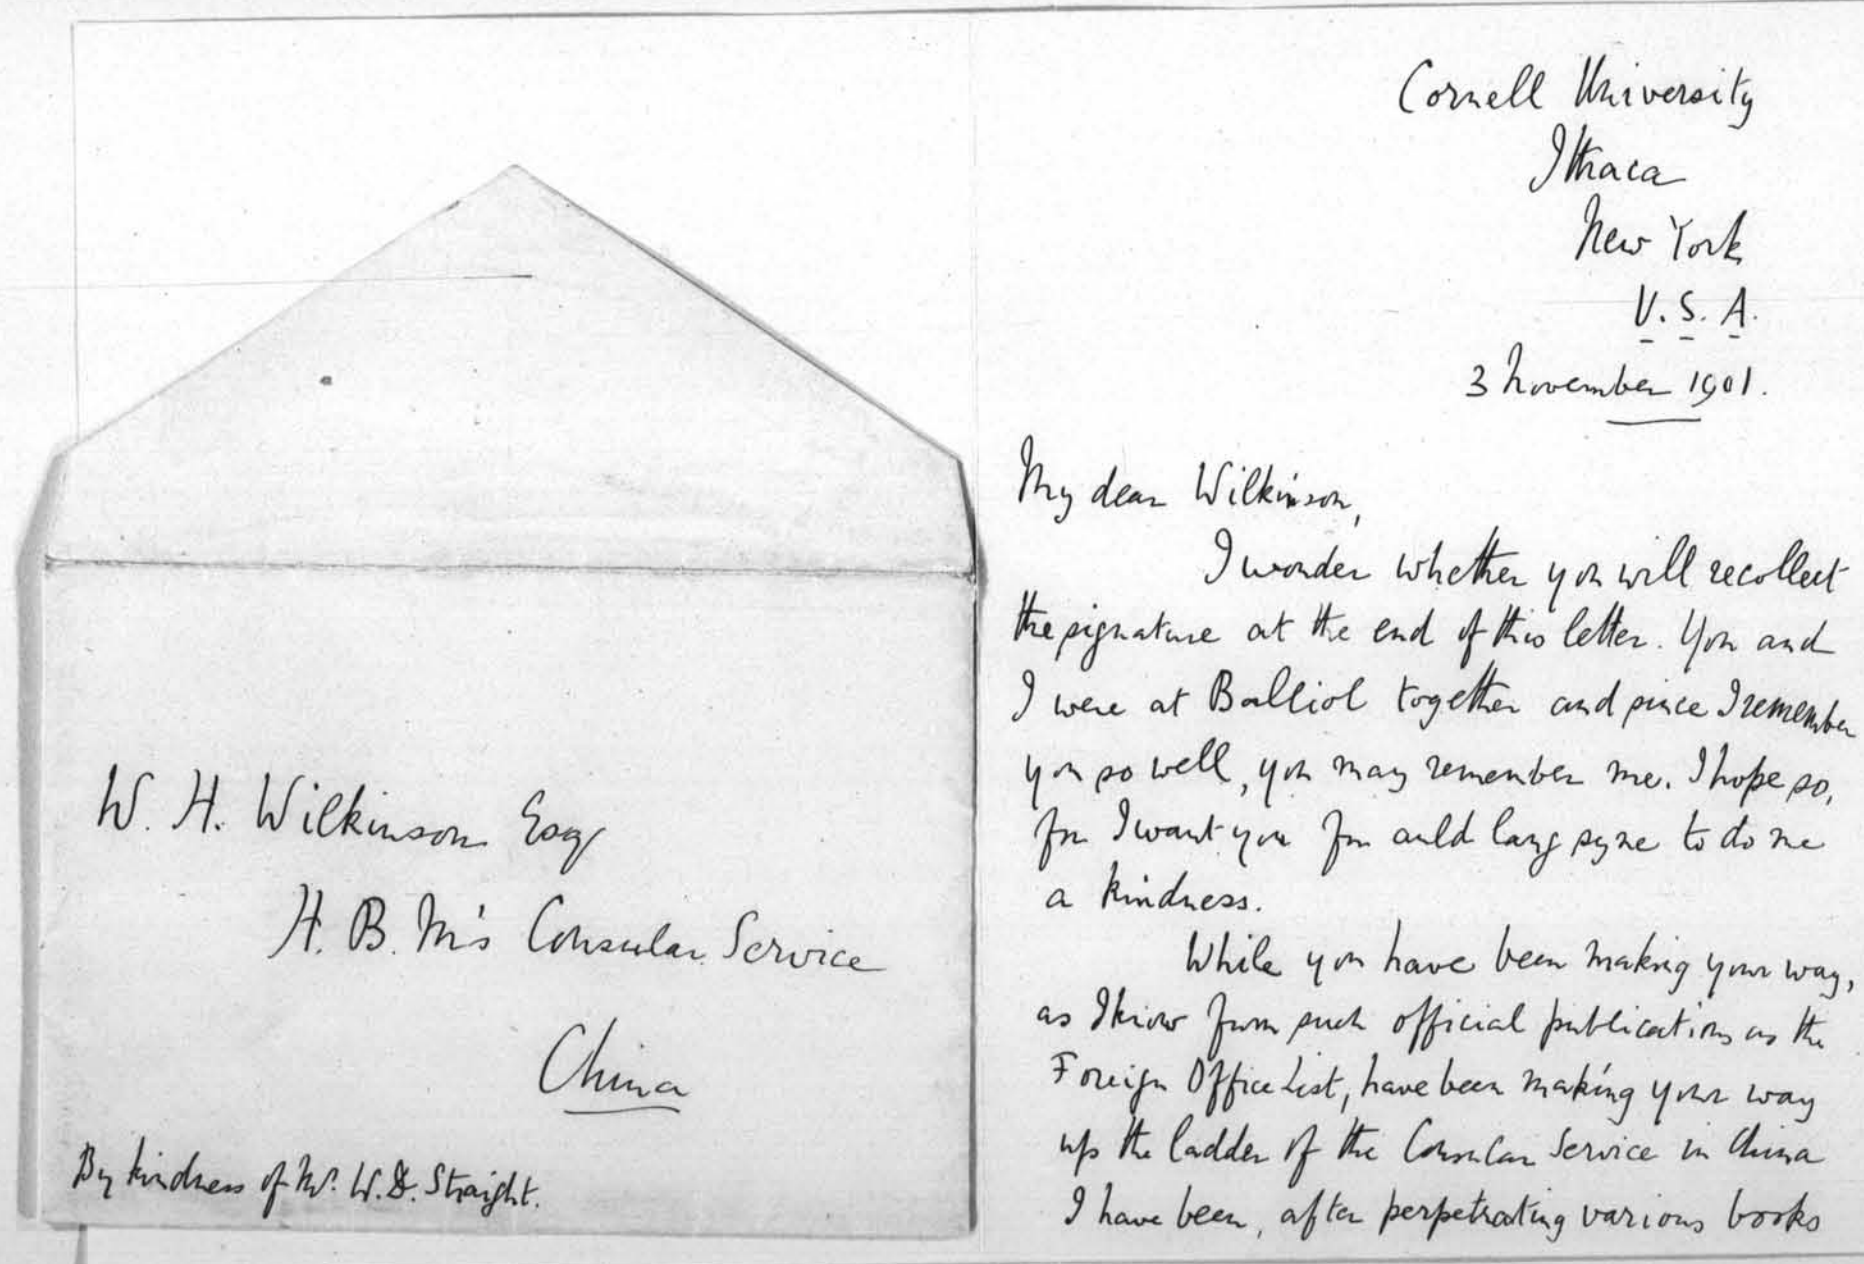 W. H. Wilkinson Esq
H. B. M's Consular Service
China
By kindness of Mr. W. D. Straight.
Cornell University
Ithaca
New York
U. S. A.
3 November 1901.
My dear Wilkinson,
I wonder whether you will recollect
the signature at the end of this letter. You and
I were at Balliol together and since I remember
you so well, you may remember me. I hope so,
for I want you for auld lang syne to do me
a kindness.
While you have been making your way,
as I know from such official publications as the
Foreign Office List, have been making your way
up the ladder of the Consular Service in China
I have been, after perpetrating various books